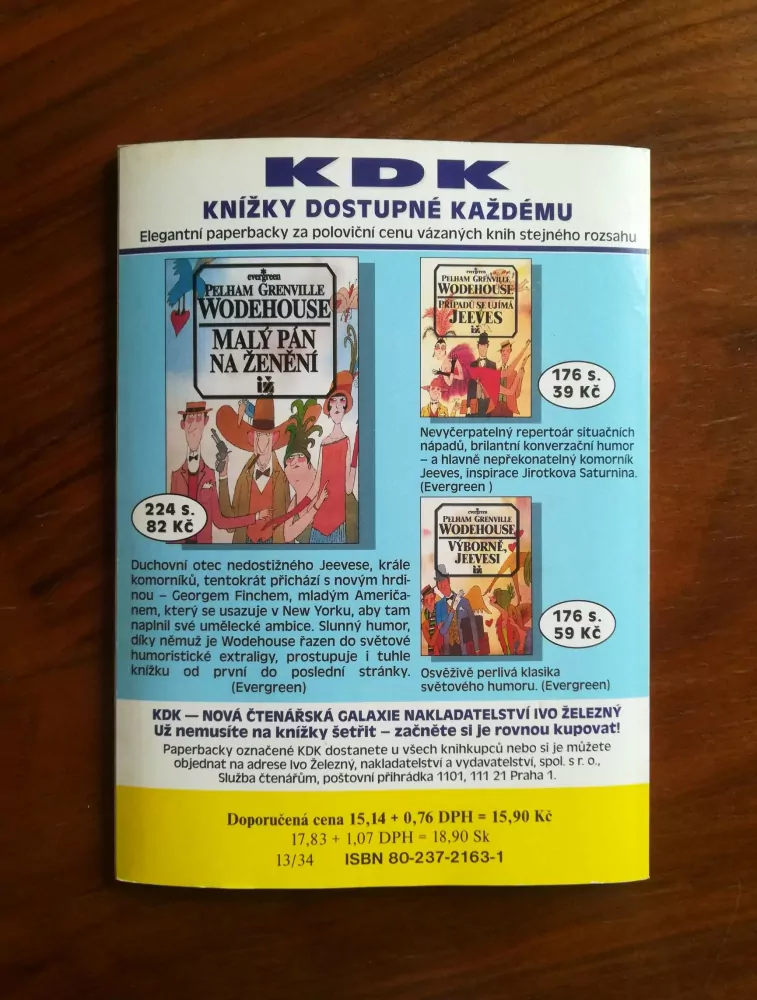 KDK
KNÍŽKY DOSTUPNÉ KAŽDÉMU
Elegantní paperbacky za poloviční cenu vázaných knih stejného rozsahu
evergreen
PELHAM GRENVILLE
WODEHOUSE
MALÝ PÁN
NA ŽENĚNÍ
iž
224 s.
82 Kč
Duchovní otec nedostižného Jeevese, krále
komorníků, tentokrát přichází s novým hrdi-
nou – Georgem Finchem, mladým Američa-
nem, který se usazuje v New Yorku, aby tam
naplnil své umělecké ambice. Slunný humor,
díky němuž je Wodehouse řazen do světové
humoristické extraligy, prostupuje i tuhle
knížku od první do poslední stránky.
(Evergreen)
evergreen
PELHAM GRENVILLE
WODEHOUSE
PŘÍPADŮ SE UJÍMÁ
JEEVES
iž
176 s.
39 Kč
Nevyčerpatelný repertoár situačních
nápadů, brilantní konverzační humor
– a hlavně nepřekonatelný komorník
Jeeves, inspirace Jirotkova Saturnina.
(Evergreen )
evergreen
PELHAM GRENVILLE
WODEHOUSE
VÝBORNĚ,
JEEVESI
iž
176 s.
59 Kč
Osvěživě perlivá klasika
světového humoru. (Evergreen)
KDK — NOVÁ ČTENÁŘSKÁ GALAXIE NAKLADATELSTVÍ IVO ŽELEZNÝ
Už nemusíte na knížky šetřit – začněte si je rovnou kupovat!
Paperbacky označené KDK dostanete u všech knihkupců nebo si je můžete
objednat na adrese Ivo Železný, nakladatelství a vydavatelství, spol. s r. o.,
Služba čtenářům, poštovní přihrádka 1101, 111 21 Praha 1.
Doporučená cena 15,14 + 0,76 DPH = 15,90 Kč
17,83 + 1,07 DPH = 18,90 Sk
13/34 ISBN 80-237-2163-1